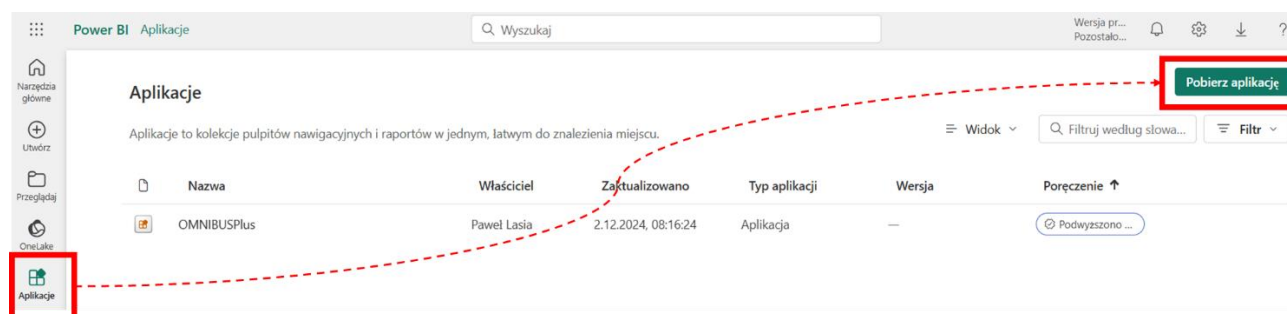 Power BI Aplikacje
Wyszukaj
Wersja pr...
Pozostało...
?
Narzędzia
główne
Utwórz
Przeglądaj
OneLake
Aplikacje
Aplikacje
Pobierz aplikację
Aplikacje to kolekcje pulpitów nawigacyjnych i raportów w jednym, łatwym do znalezienia miejscu.
Widok
Filtruj według słowa...
Filtr
Nazwa Właściciel Zaktualizowano Typ aplikacji Wersja Poręczenie
OMNIBUSPlus Paweł Lasia 2.12.2024, 08:16:24 Aplikacja — Podwyższono ...